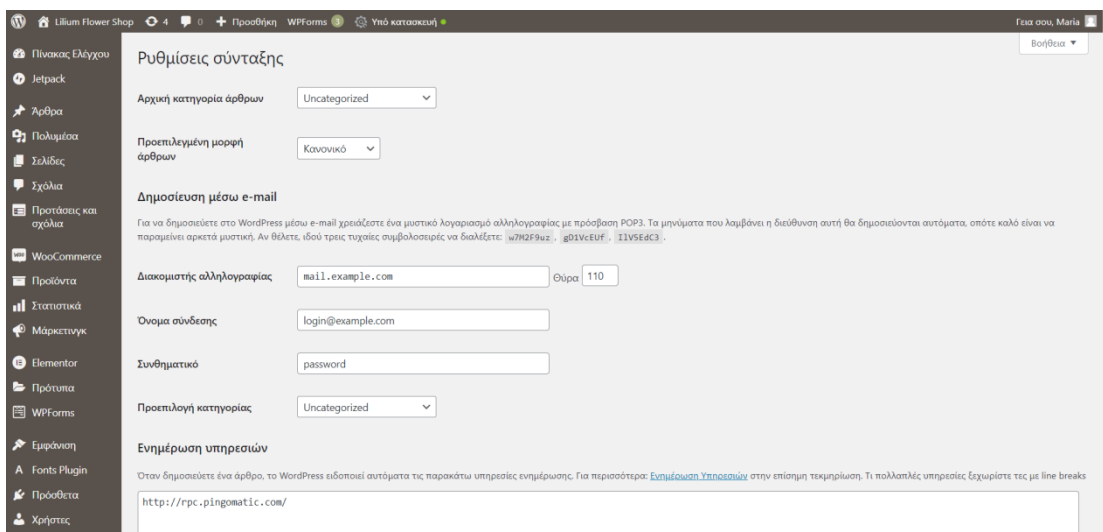 Lilium Flower Shop 4 0 Προσθήκη WPForms 3 Υπό κατασκευή Γεια σου, Maria
Βοήθεια
Πίνακας Ελέγχου
Jetpack
Άρθρα
Πολυμέσα
Σελίδες
Σχόλια
Προτάσεις και
σχόλια
WooCommerce
Προϊόντα
Στατιστικά
Μάρκετινγκ
Elementor
Πρότυπα
WPForms
Εμφάνιση
Fonts Plugin
Πρόσθετα
Χρήστες
Ρυθμίσεις σύνταξης
Αρχική κατηγορία άρθρων Uncategorized
Προεπιλεγμένη μορφή
άρθρων Κανονικό
Δημοσίευση μέσω e-mail
Για να δημοσιεύετε στο WordPress μέσω e-mail χρειάζεστε ένα μυστικό λογαριασμό αλληλογραφίας με πρόσβαση POP3. Τα μηνύματα που λαμβάνει η διεύθυνση αυτή θα δημοσιεύονται αυτόματα, οπότε καλό είναι να
παραμείνει αρκετά μυστική. Αν θέλετε, ιδού τρεις τυχαίες συμβολοσειρές να διαλέξετε: w7M2F9uz , gD1VcEUf , IlVSEdC3 .
Διακομιστής αλληλογραφίας mail.example.com Θύρα 110
Όνομα σύνδεσης login@example.com
Συνθηματικό password
Προεπιλογή κατηγορίας Uncategorized
Ενημέρωση υπηρεσιών
Όταν δημοσιεύετε ένα άρθρο, το WordPress ειδοποιεί αυτόματα τις παρακάτω υπηρεσίες ενημέρωσης. Για περισσότερα: Ενημέρωση Υπηρεσιών στην επίσημη τεκμηρίωση. Τι πολλαπλές υπηρεσίες ξεχωρίστε τες με line breaks
http://rpc.pingomatic.com/